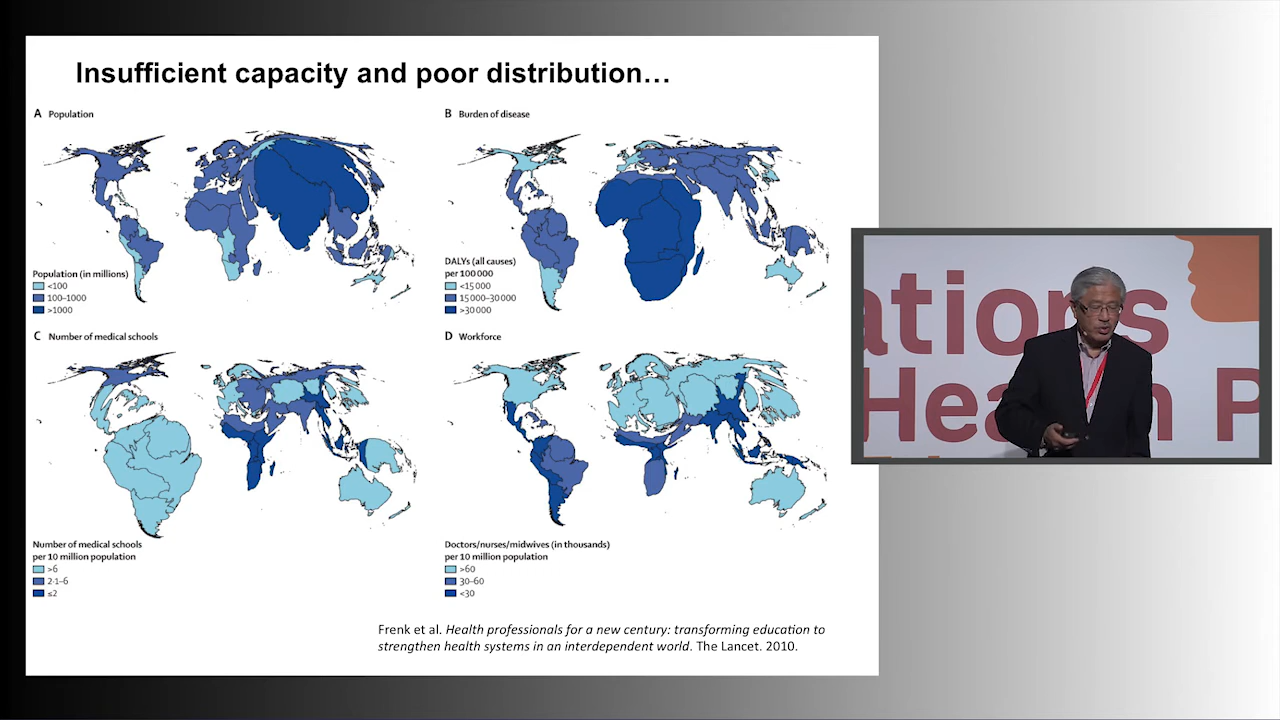 Insufficient capacity and poor distribution…
A Population
Population (in millions)
<100
100–1000
>1000
B Burden of disease
DALYs (all causes)
per 100 000
<15 000
15 000–30 000
>30 000
C Number of medical schools
Number of medical schools
per 10 million population
>6
2·1–6
≤2
D Workforce
Doctors/nurses/midwives (in thousands)
per 10 million population
>60
30–60
<30
Frenk et al. Health professionals for a new century: transforming education to
strengthen health systems in an interdependent world. The Lancet. 2010.
ations
Hea h P